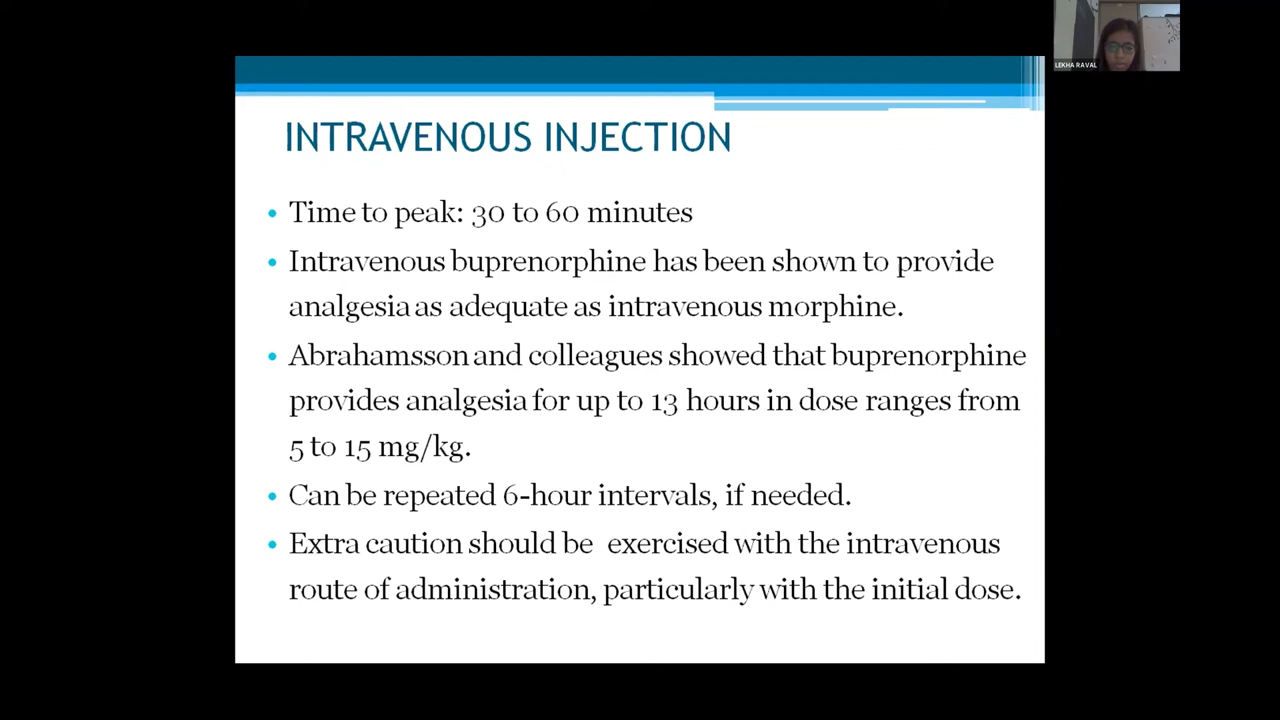 LEKHA RAVAL
INTRAVENOUS INJECTION
• Time to peak: 30 to 60 minutes
• Intravenous buprenorphine has been shown to provide
analgesia as adequate as intravenous morphine.
• Abrahamsson and colleagues showed that buprenorphine
provides analgesia for up to 13 hours in dose ranges from
5 to 15 mg/kg.
• Can be repeated 6-hour intervals, if needed.
• Extra caution should be exercised with the intravenous
route of administration, particularly with the initial dose.